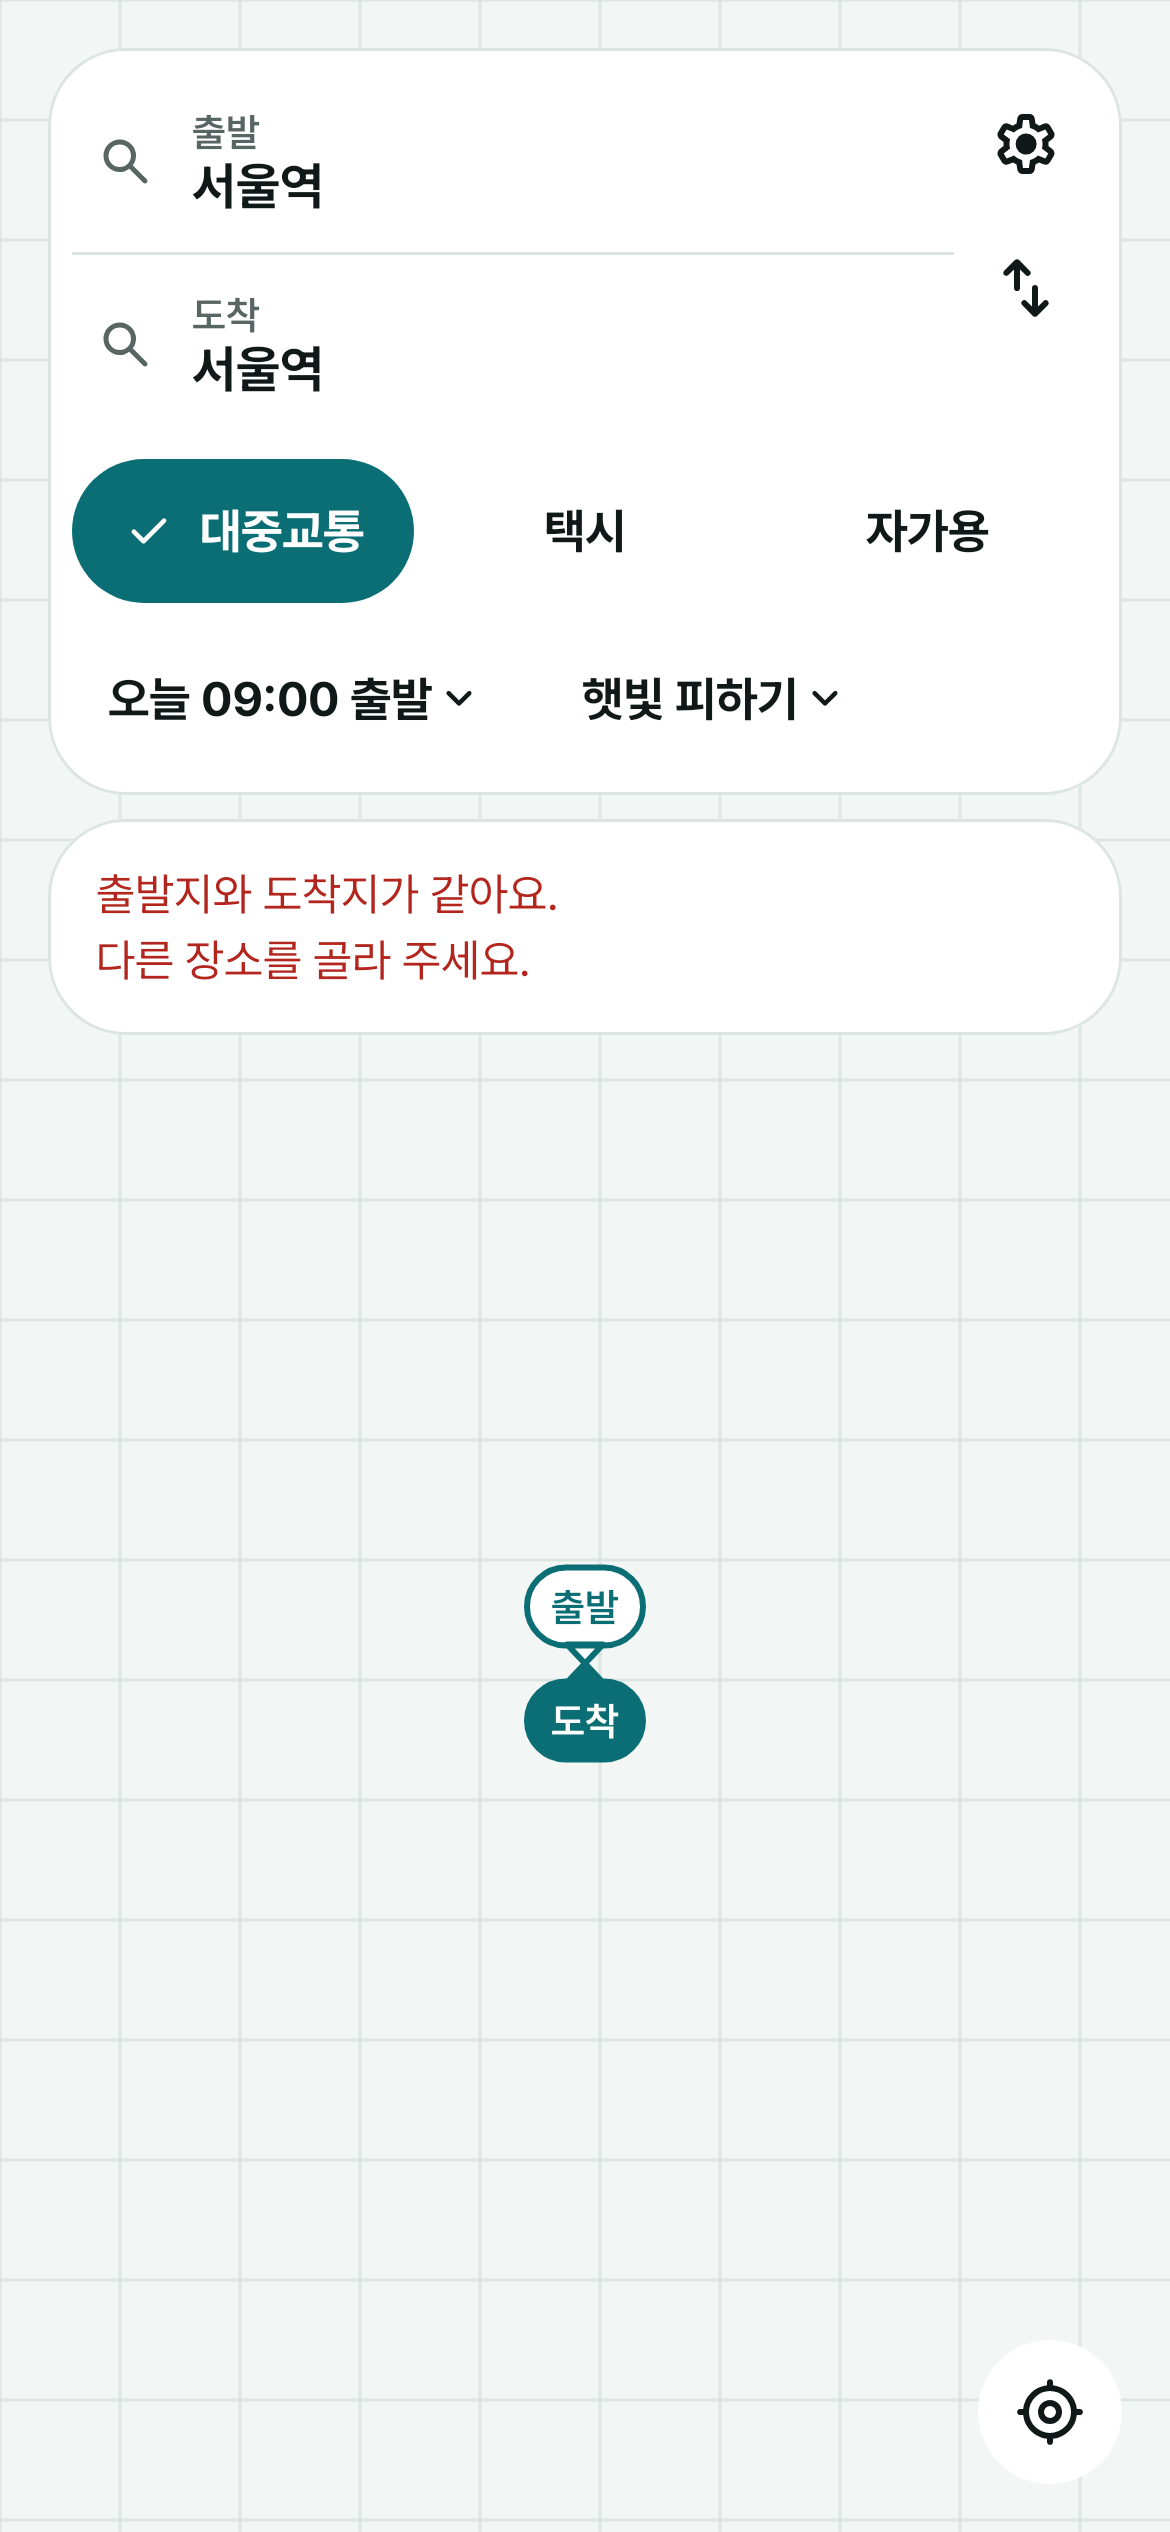 출발
서울역
도착
서울역
대중교통 택시 자가용
오늘 09:00 출발 햇빛 피하기
출발지와 도착지가 같아요.
다른 장소를 골라 주세요.
출발
도착